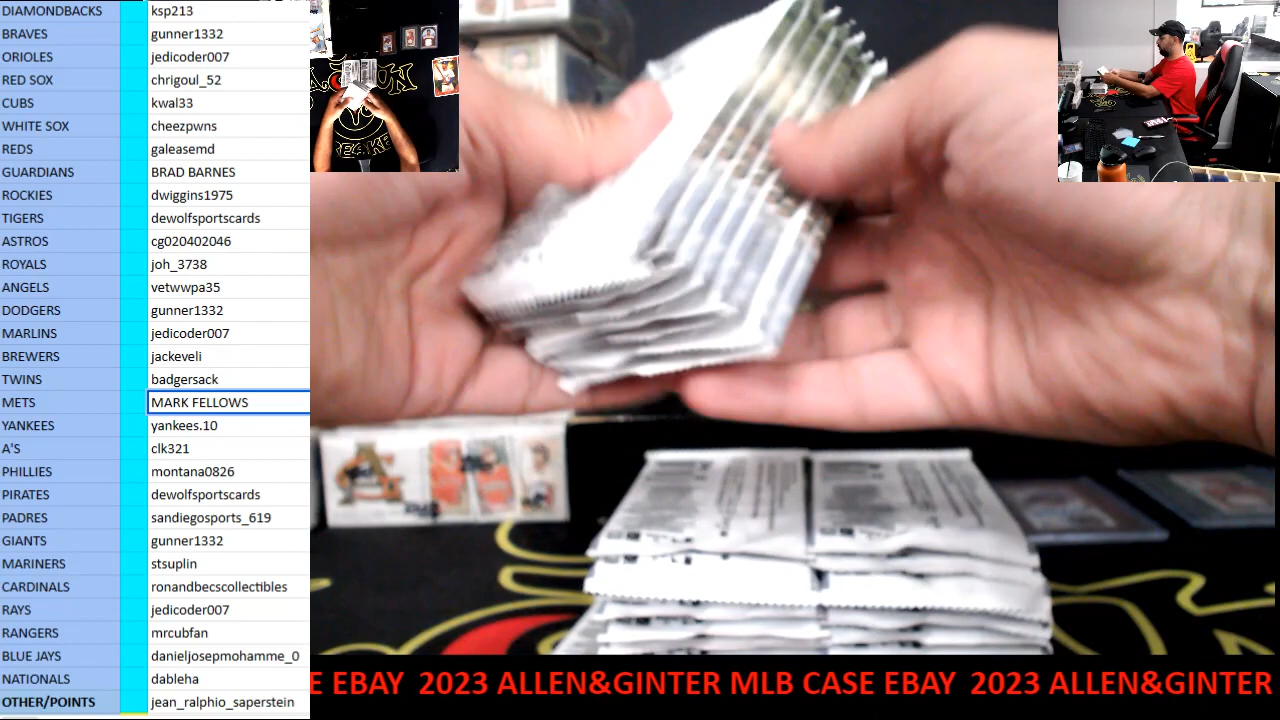 DIAMONDBACKS ksp213
BRAVES gunner1332
ORIOLES jedicoder007
RED SOX chrigoul_52
CUBS kwal33
WHITE SOX cheezpwns
REDS galeasemd
GUARDIANS BRAD BARNES
ROCKIES dwiggins1975
TIGERS dewolfsportscards
ASTROS cg020402046
ROYALS joh_3738
ANGELS vetwwpa35
DODGERS gunner1332
MARLINS jedicoder007
BREWERS jackeveli
TWINS badgersack
METS MARK FELLOWS
YANKEES yankees.10
A'S clk321
PHILLIES montana0826
PIRATES dewolfsportscards
PADRES sandiegosports_619
GIANTS gunner1332
MARINERS stsuplin
CARDINALS ronandbecscollectibles
RAYS jedicoder007
RANGERS mrcubfan
BLUE JAYS danieljosepmohamme_0
NATIONALS dableha
OTHER/POINTS jean_ralphio_saperstein
E EBAY 2023 ALLEN&GINTER MLB CASE EBAY 2023 ALLEN&GINTER